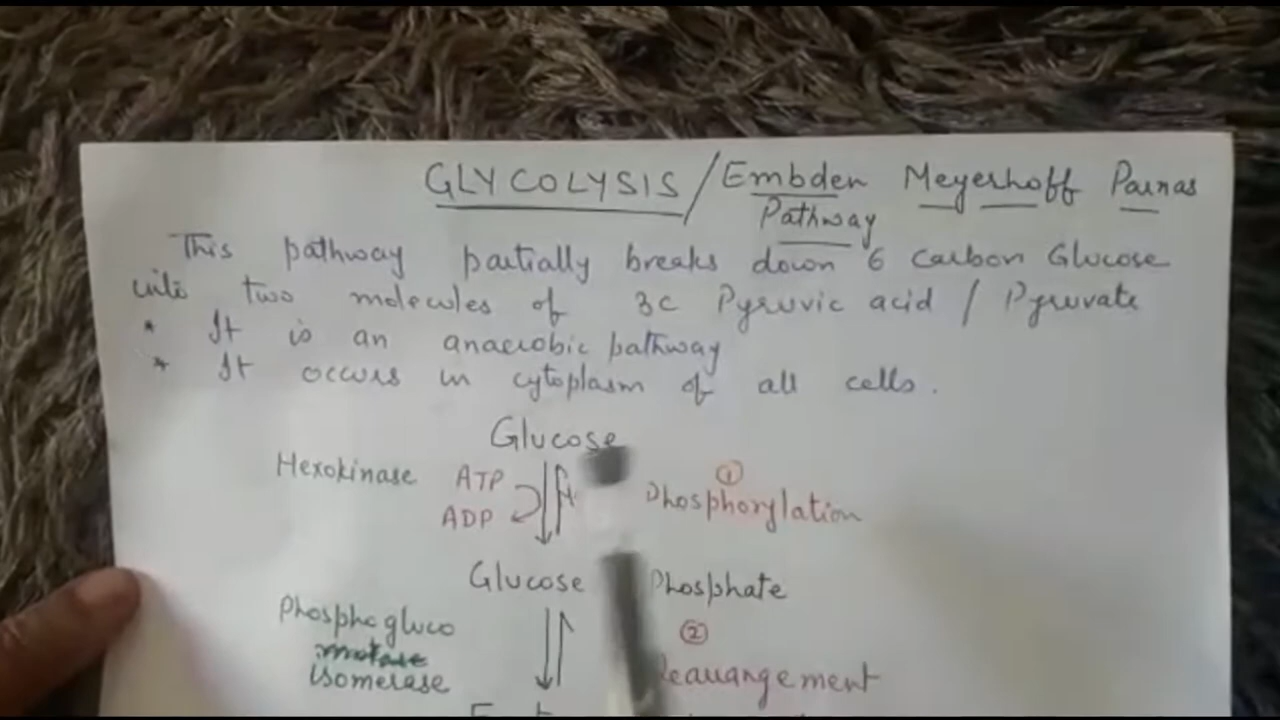 GLYCOLYSIS / Embden Meyerhoff Parnas
Pathway
This pathway partially breaks down 6 carbon Glucose
into two molecules of 3C Pyruvic acid / Pyruvate
* It is an anaerobic pathway
* It occurs in cytoplasm of all cells.
Glucose
Hexokinase ATP ①
ADP Phosphorylation
Glucose Phosphate
Phosphogluco ②
mutase
isomerase Rearrangement